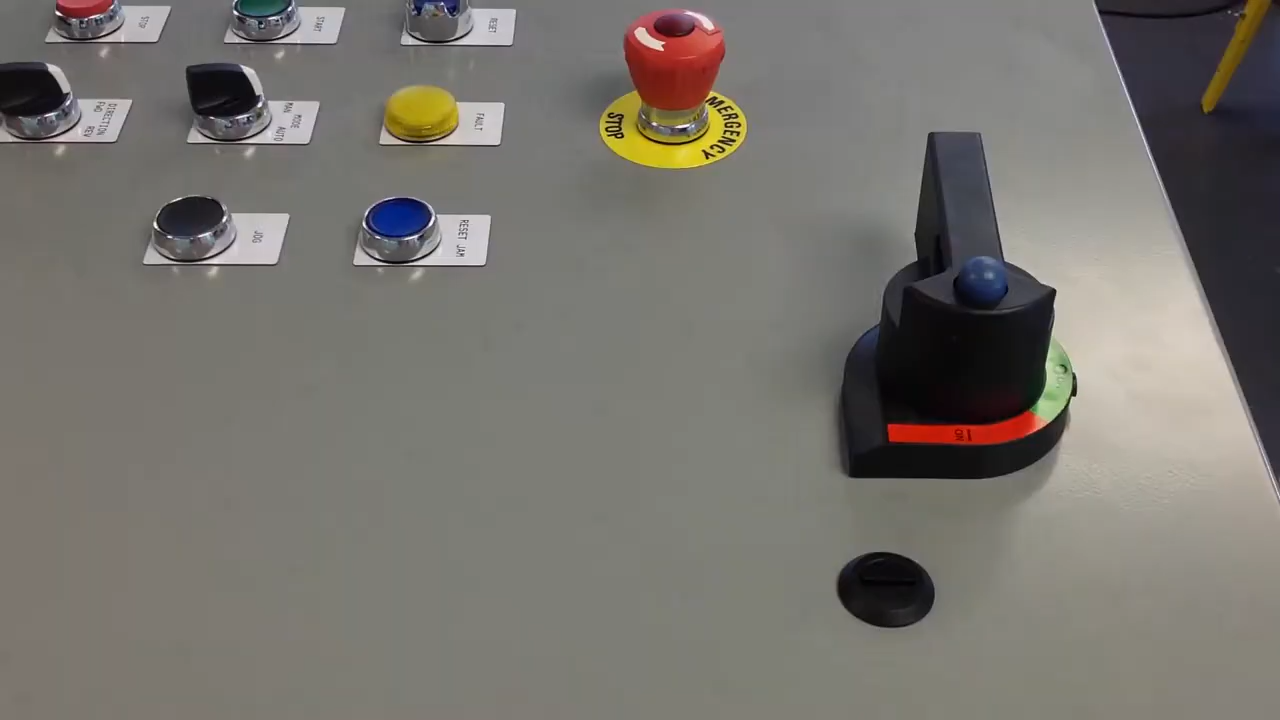 STOP
START
RESET
DIRECTION
FWD REV
MODE
MAN AUTO
FAULT
EMERGENCY
STOP
JOG
RESET JAM
I
ON